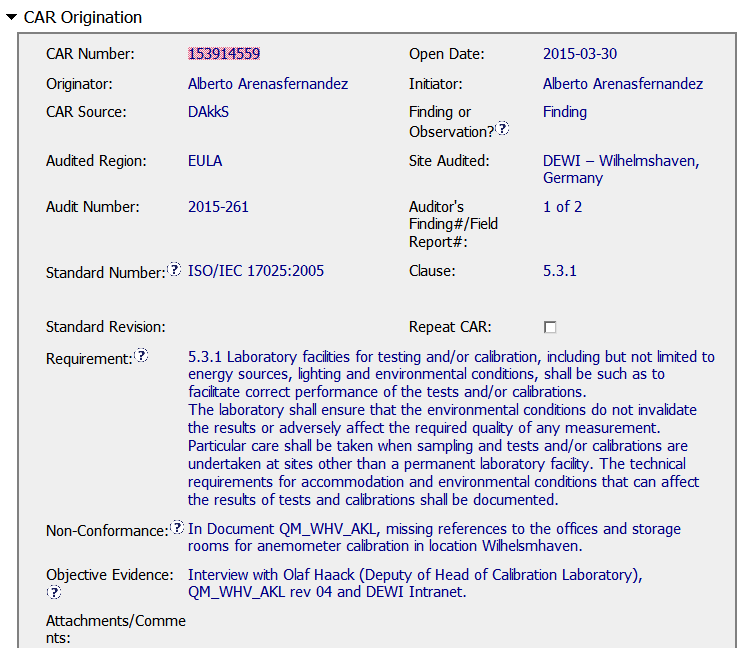 CAR Origination
CAR Number: 153914559 Open Date: 2015-03-30
Originator: Alberto Arenasfernandez Initiator: Alberto Arenasfernandez
CAR Source: DAkkS Finding or Observation?? Finding
Audited Region: EULA Site Audited: DEWI – Wilhelmshaven, Germany
Audit Number: 2015-261 Auditor's Finding#/Field Report#: 1 of 2
Standard Number:? ISO/IEC 17025:2005 Clause: 5.3.1
Standard Revision: Repeat CAR:
Requirement:? 5.3.1 Laboratory facilities for testing and/or calibration, including but not limited to
energy sources, lighting and environmental conditions, shall be such as to
facilitate correct performance of the tests and/or calibrations.
The laboratory shall ensure that the environmental conditions do not invalidate
the results or adversely affect the required quality of any measurement.
Particular care shall be taken when sampling and tests and/or calibrations are
undertaken at sites other than a permanent laboratory facility. The technical
requirements for accommodation and environmental conditions that can affect
the results of tests and calibrations shall be documented.
Non-Conformance:? In Document QM_WHV_AKL, missing references to the offices and storage
rooms for anemometer calibration in location Wilhelsmhaven.
Objective Evidence: Interview with Olaf Haack (Deputy of Head of Calibration Laboratory),
? QM_WHV_AKL rev 04 and DEWI Intranet.
Attachments/Comme
nts: